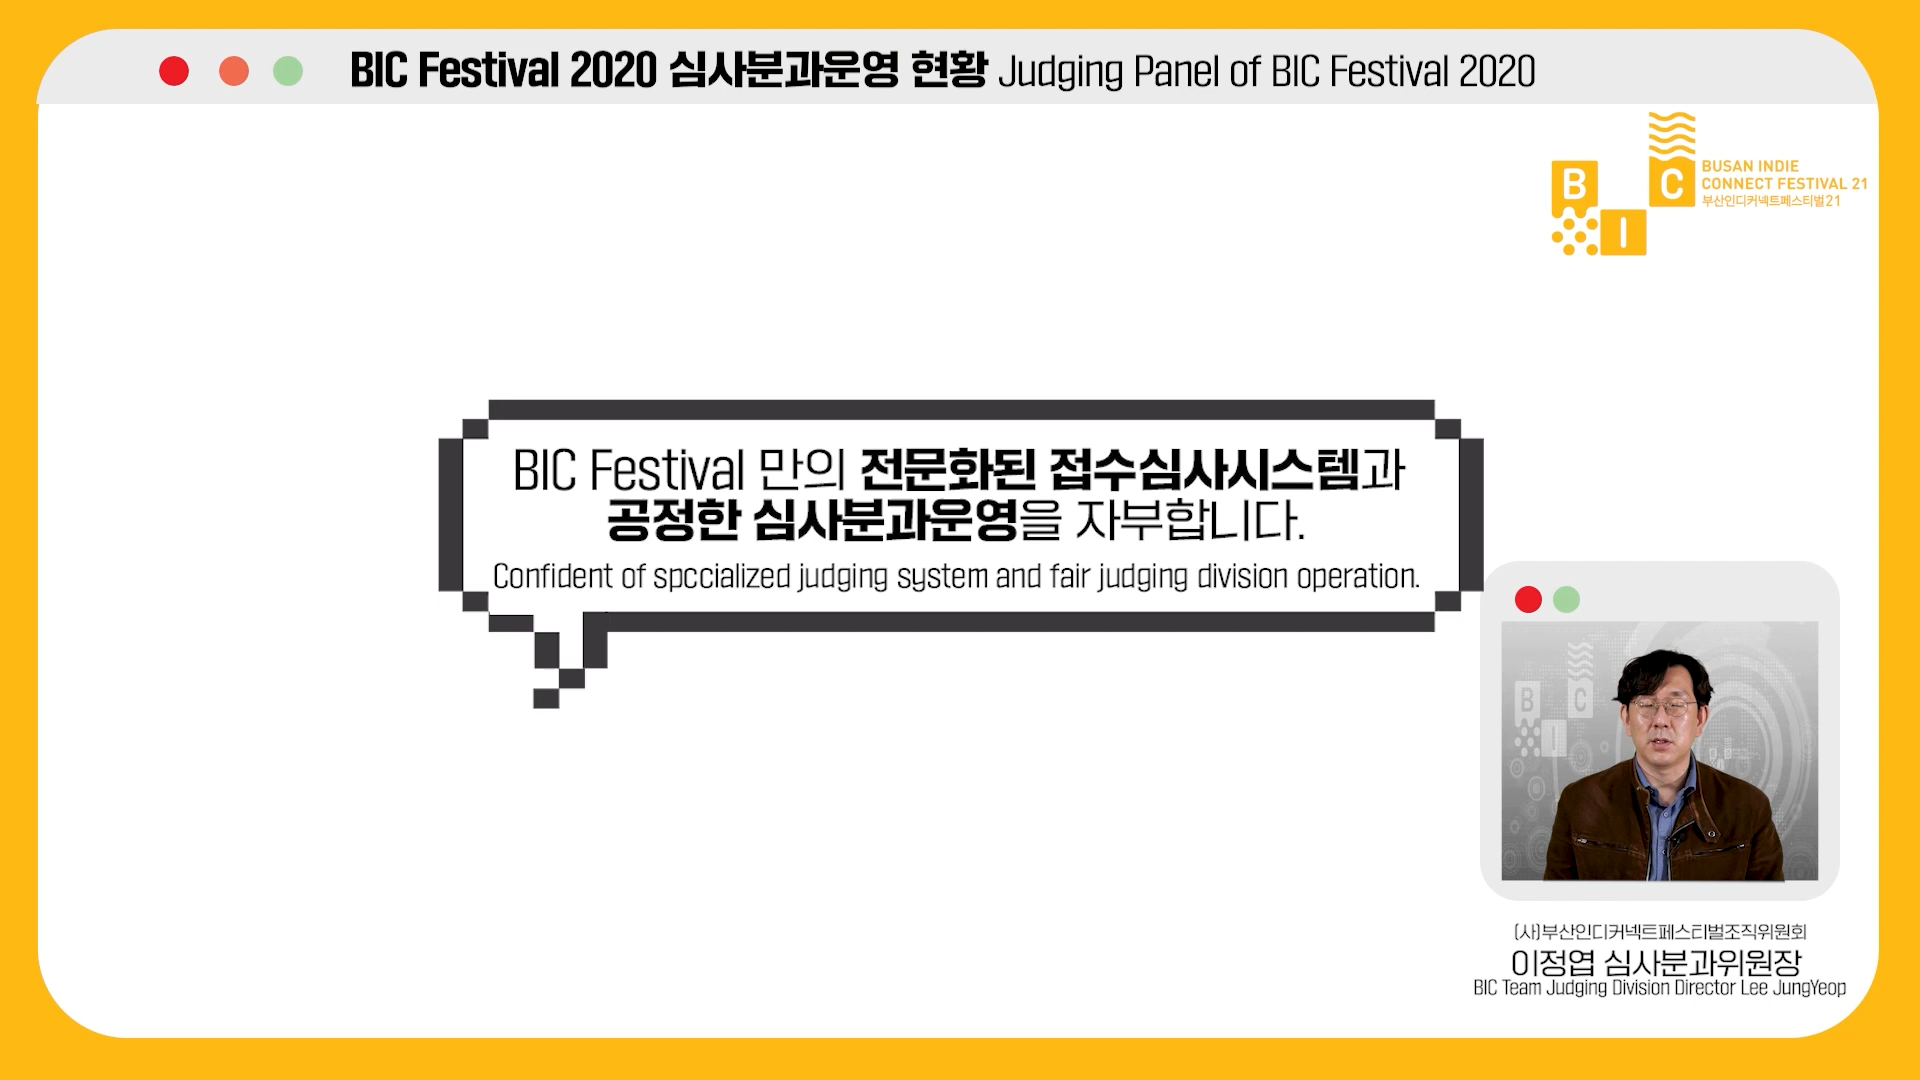 BIC Festival 2020 심사분과운영 현황 Judging Panel of BIC Festival 2020
B
I
C
BUSAN INDIE
CONNECT FESTIVAL 21
부산인디커넥트페스티벌21
BIC Festival 만의 전문화된 접수심사시스템과
공정한 심사분과운영을 자부합니다.
Confident of spccialized judging system and fair judging division operation.
B
I
C
(사)부산인디커넥트페스티벌조직위원회
이정엽 심사분과위원장
BIC Team Judging Division Director Lee JungYeop